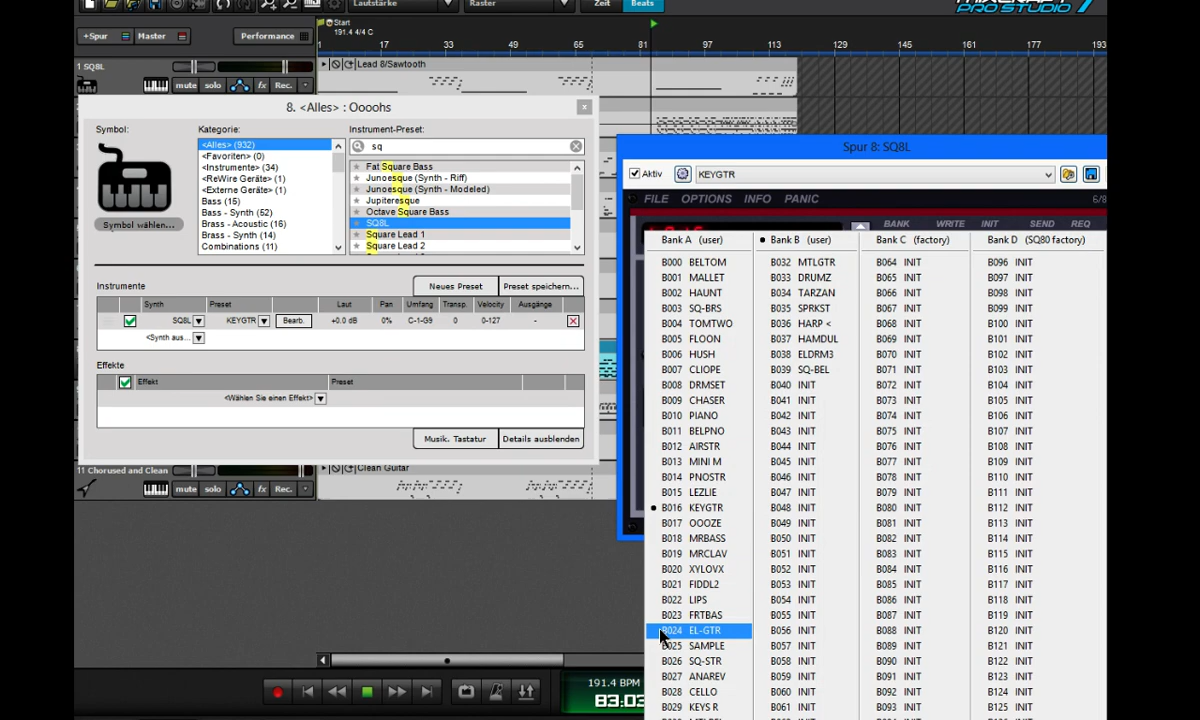 Lautstärke
Raster
Zeit
Beats
MIXCRAFT
PRO STUDIO 7
+Spur
Master
Performance
Start
191.4 4/4 C
1 17 33 49 65 81 97 113 129 145 161 177 193
1 SQ8L
Lead 8/Sawtooth
mute solo fx Rec.
8. <Alles> : Oooohs
x
Symbol:
Symbol wählen...
Kategorie:
<Alles> (932)
<Favoriten> (0)
<Instrumente> (34)
<ReWire Geräte> (1)
<Externe Geräte> (1)
Bass (15)
Bass - Synth (52)
Bass - Acoustic (16)
Brass - Synth (14)
Combinations (11)
Instrument-Preset:
sq
Fat Square Bass
Junoesque (Synth - Riff)
Junoesque (Synth - Modeled)
Jupiteresque
Octave Square Bass
SQ8L
Square Lead 1
Square Lead 2
Instrumente
Neues Preset
Preset speichern...
Synth Preset Laut Pan Umfang Transp. Velocity Ausgänge
SQ8L KEYGTR Bearb. +0.0 dB 0% C-1-G9 0 0-127 -
<Synth aus...
Effekte
Effekt Preset
<Wählen Sie einen Effekt>
Musik. Tastatur
Details ausblenden
11 Chorused and Clean
Clean Guitar
mute solo fx Rec.
191.4 BPM
83:03
Spur 8: SQ8L
Aktiv
KEYGTR
FILE OPTIONS INFO PANIC
6/8
BANK WRITE INIT SEND REQ
Bank A (user)
B000 BELTOM
B001 MALLET
B002 HAUNT
B003 SQ-BRS
B004 TOMTWO
B005 FLOON
B006 HUSH
B007 CLIOPE
B008 DRMSET
B009 CHASER
B010 PIANO
B011 BELPNO
B012 AIRSTR
B013 MINI M
B014 PNOSTR
B015 LEZLIE
B016 KEYGTR
B017 OOOZE
B018 MRBASS
B019 MRCLAV
B020 XYLOVX
B021 FIDDL2
B022 LIPS
B023 FRTBAS
B024 EL-GTR
B025 SAMPLE
B026 SQ-STR
B027 ANAREV
B028 CELLO
B029 KEYS R
Bank B (user)
B032 MTLGTR
B033 DRUMZ
B034 TARZAN
B035 SPRKST
B036 HARP <
B037 HAMDUL
B038 ELDRM3
B039 SQ-BEL
B040 INIT
B041 INIT
B042 INIT
B043 INIT
B044 INIT
B045 INIT
B046 INIT
B047 INIT
B048 INIT
B049 INIT
B050 INIT
B051 INIT
B052 INIT
B053 INIT
B054 INIT
B055 INIT
B056 INIT
B057 INIT
B058 INIT
B059 INIT
B060 INIT
B061 INIT
Bank C (factory)
B064 INIT
B065 INIT
B066 INIT
B067 INIT
B068 INIT
B069 INIT
B070 INIT
B071 INIT
B072 INIT
B073 INIT
B074 INIT
B075 INIT
B076 INIT
B077 INIT
B078 INIT
B079 INIT
B080 INIT
B081 INIT
B082 INIT
B083 INIT
B084 INIT
B085 INIT
B086 INIT
B087 INIT
B088 INIT
B089 INIT
B090 INIT
B091 INIT
B092 INIT
B093 INIT
Bank D (SQ80 factory)
B096 INIT
B097 INIT
B098 INIT
B099 INIT
B100 INIT
B101 INIT
B102 INIT
B103 INIT
B104 INIT
B105 INIT
B106 INIT
B107 INIT
B108 INIT
B109 INIT
B110 INIT
B111 INIT
B112 INIT
B113 INIT
B114 INIT
B115 INIT
B116 INIT
B117 INIT
B118 INIT
B119 INIT
B120 INIT
B121 INIT
B122 INIT
B123 INIT
B124 INIT
B125 INIT